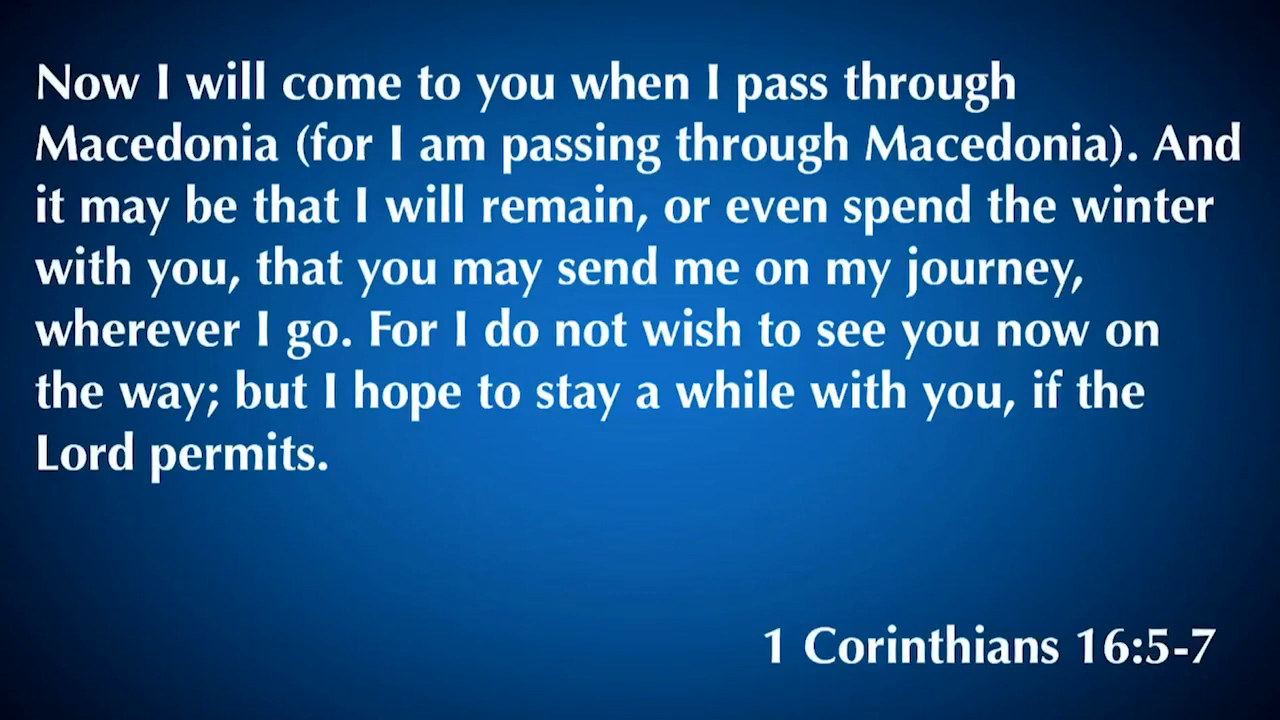 Now I will come to you when I pass through
Macedonia (for I am passing through Macedonia). And
it may be that I will remain, or even spend the winter
with you, that you may send me on my journey,
wherever I go. For I do not wish to see you now on
the way; but I hope to stay a while with you, if the
Lord permits.
1 Corinthians 16:5-7